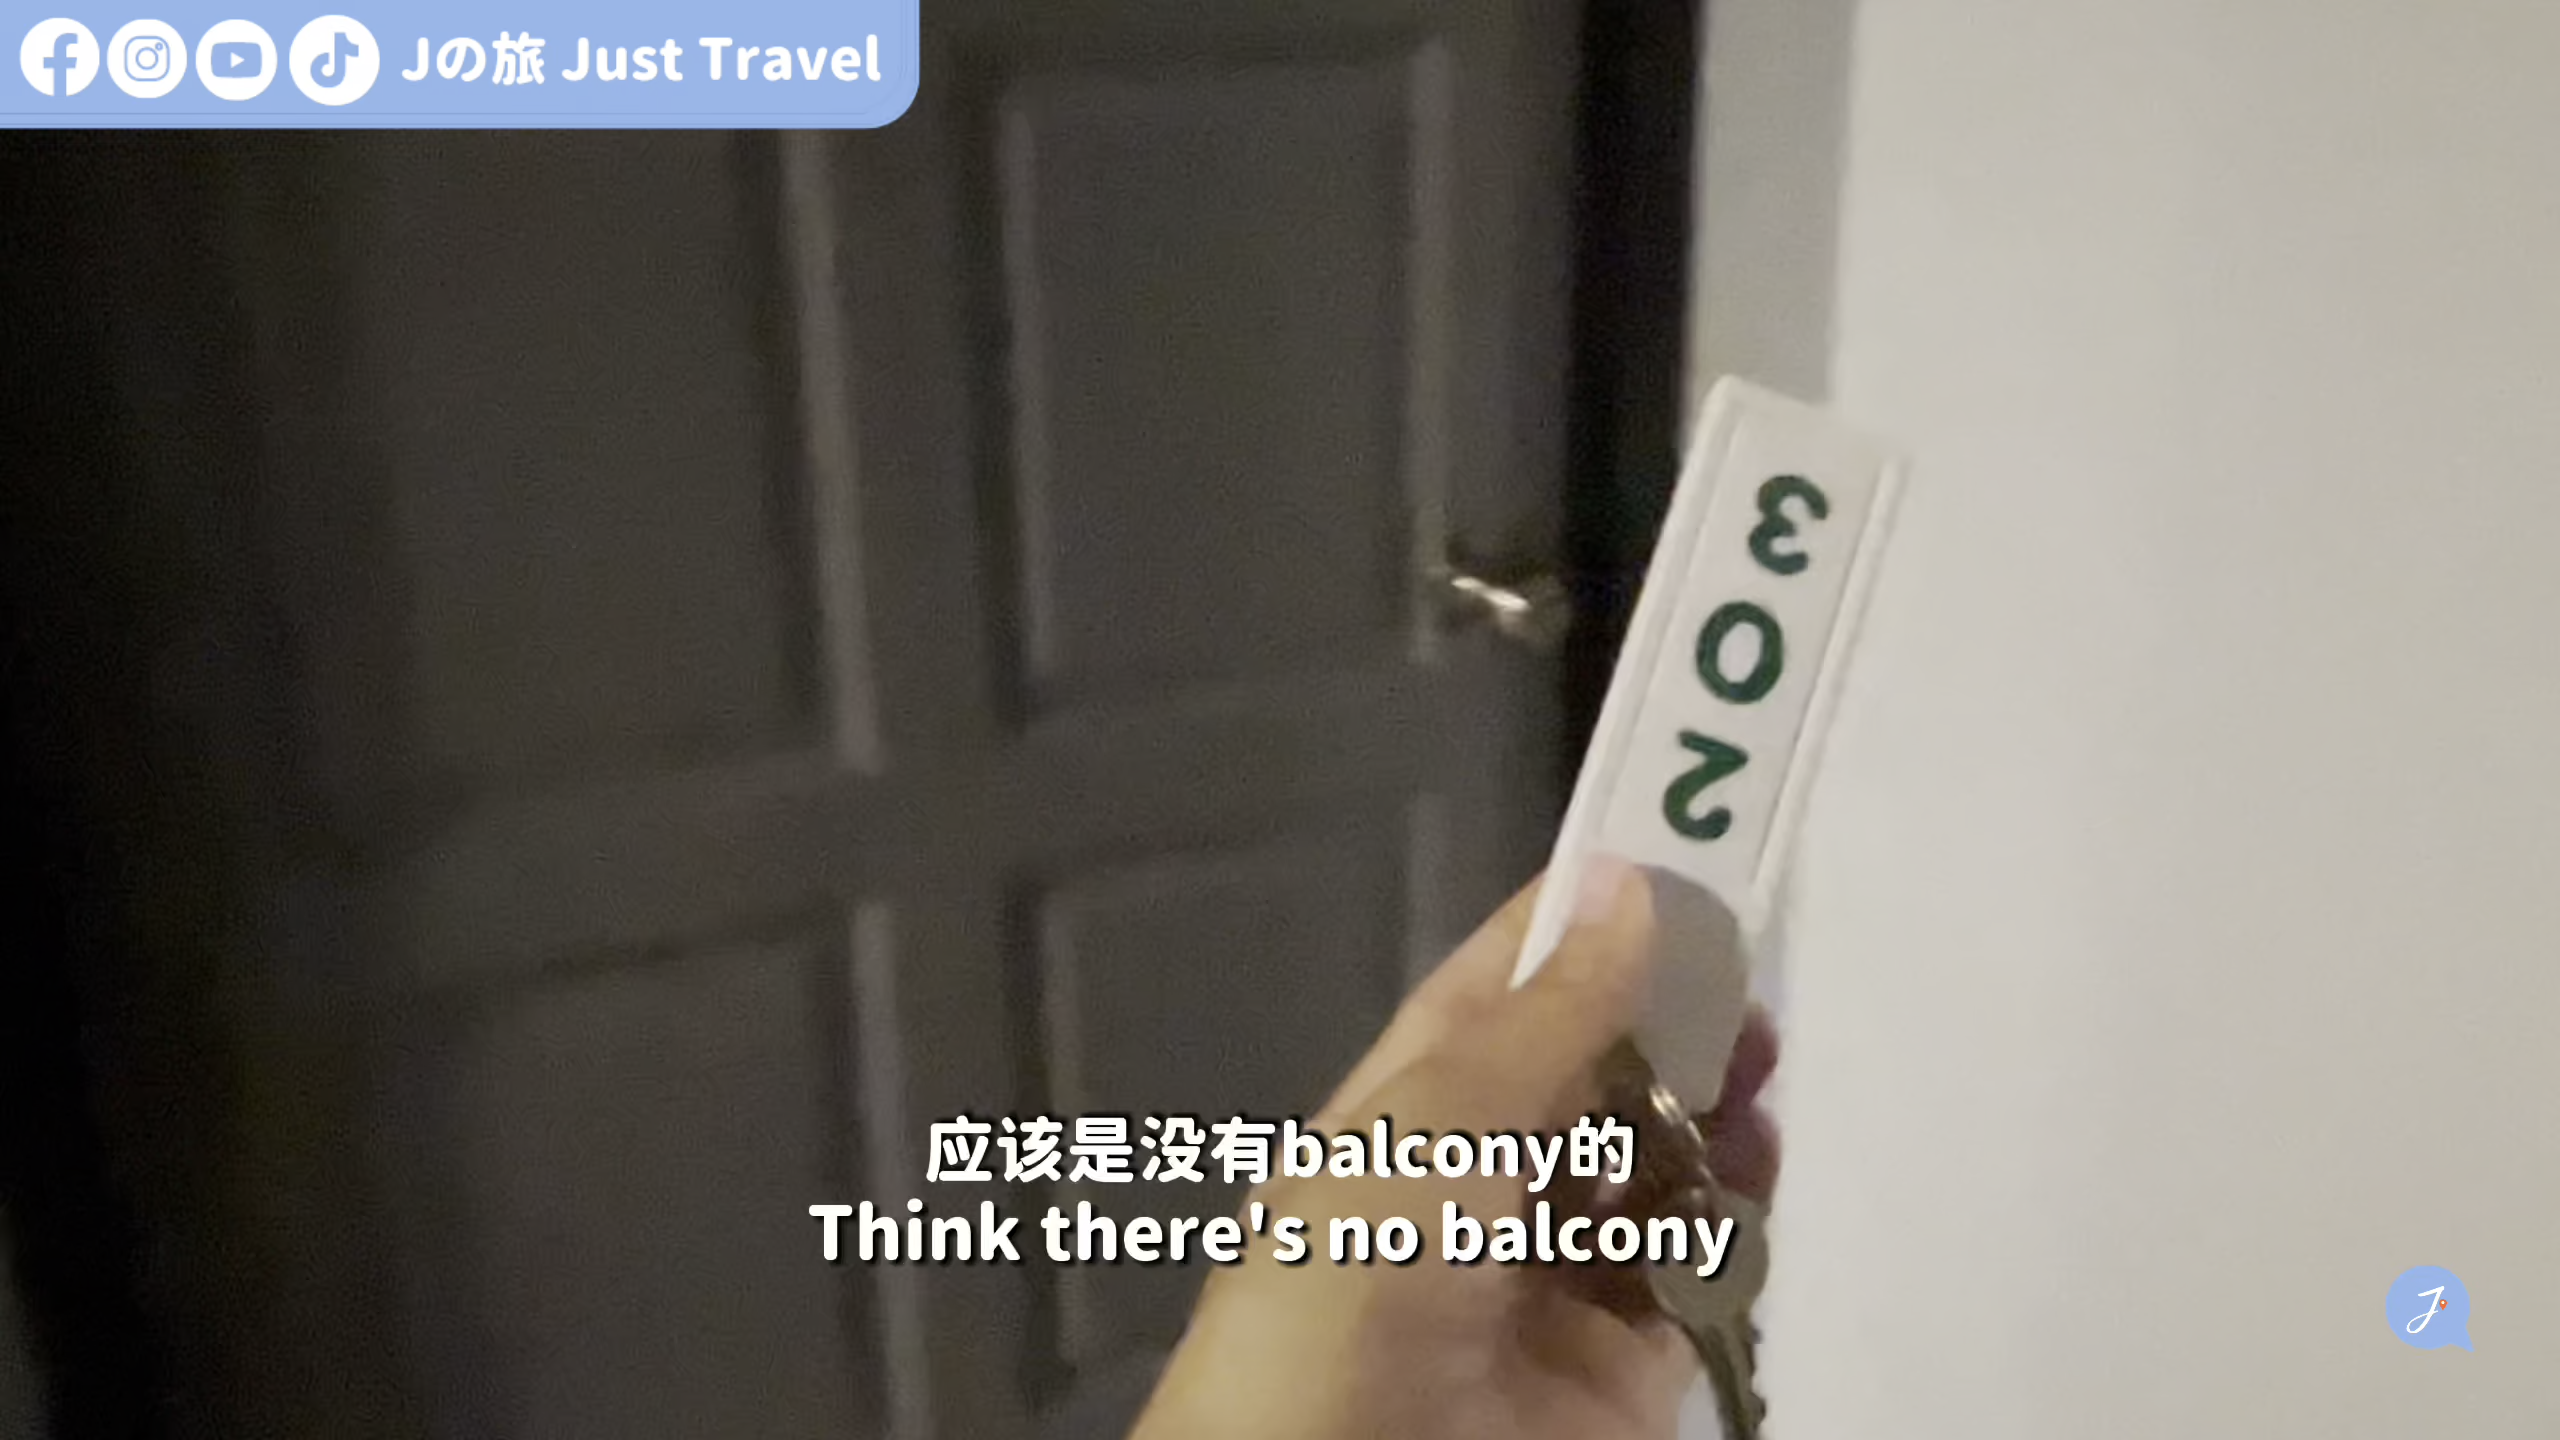 Jの旅 Just Travel
203
应该是没有balcony的
Think there's no balcony
J